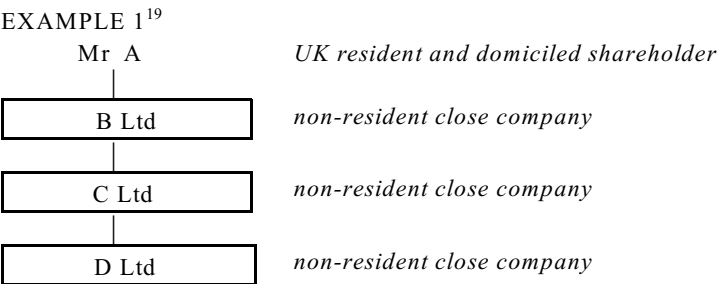 EXAMPLE 1¹⁹
Mr A UK resident and domiciled shareholder
B Ltd non-resident close company
C Ltd non-resident close company
D Ltd non-resident close company